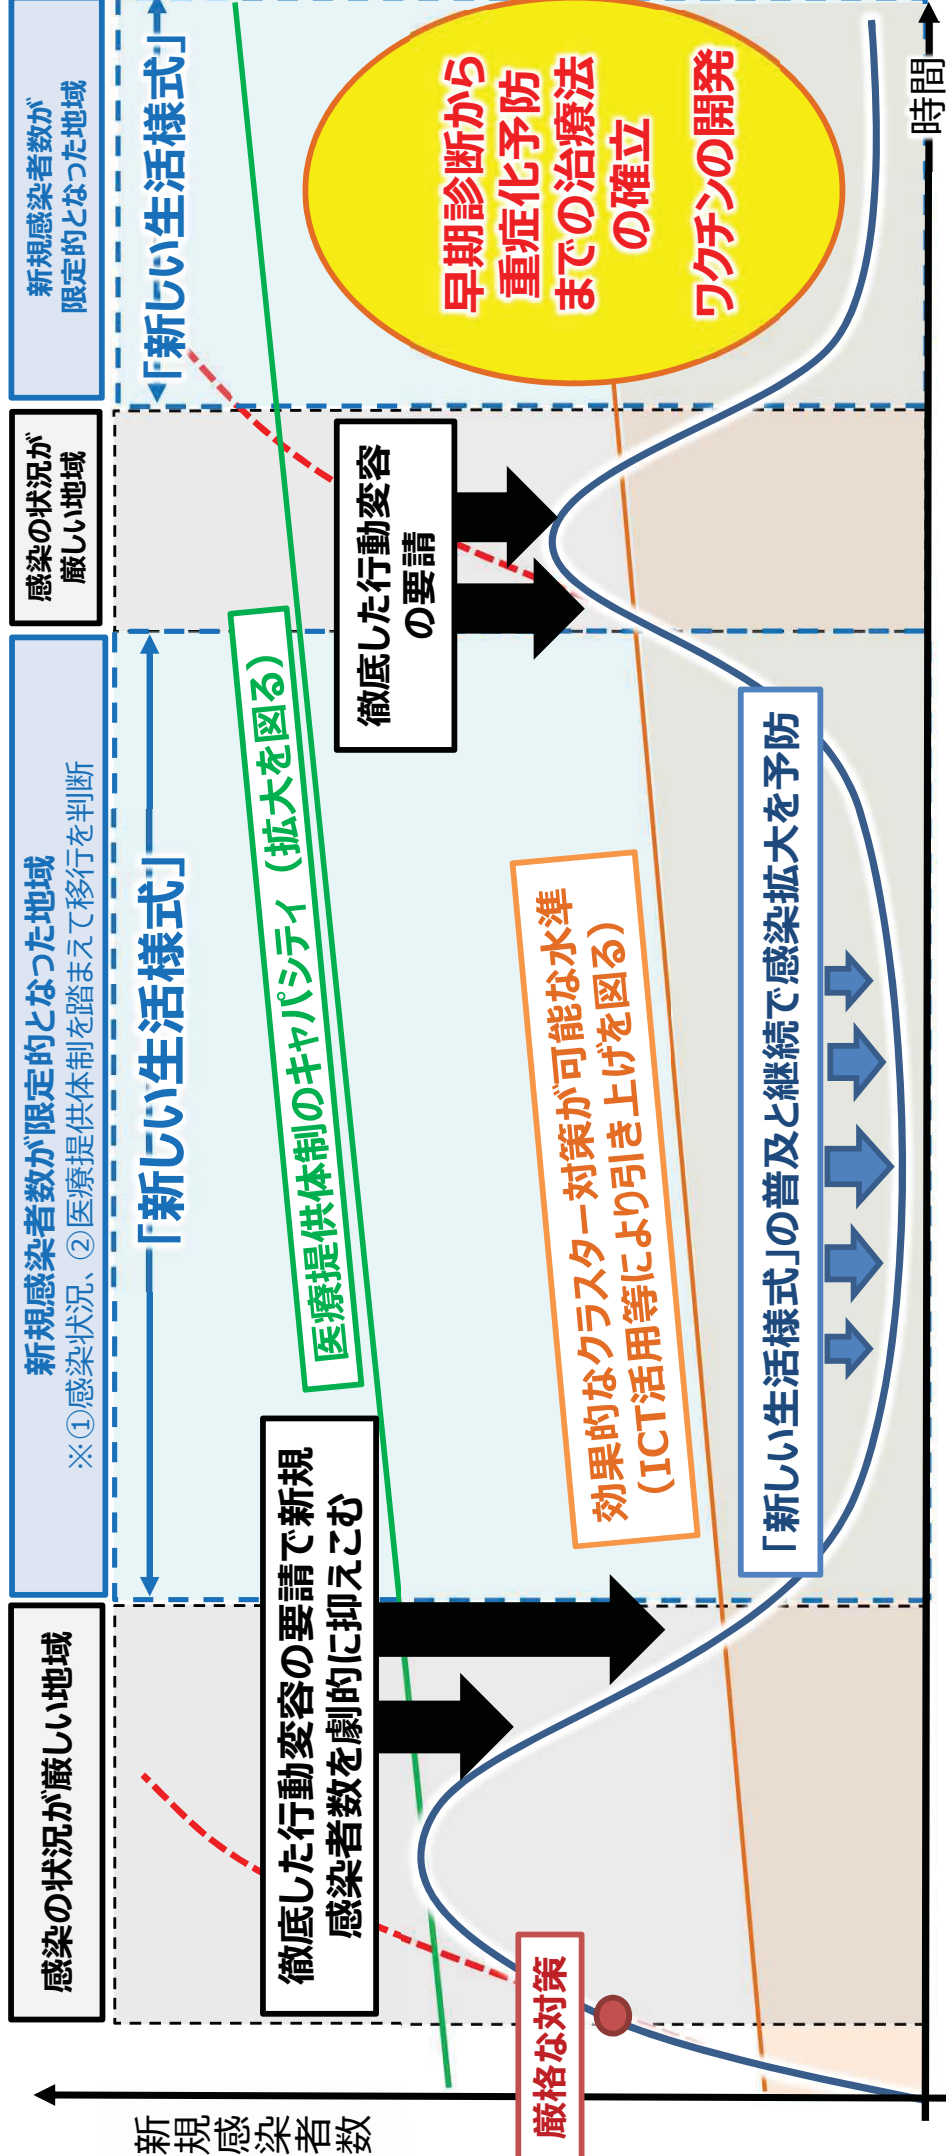 感染の状況が厳しい地域
新規感染者数が限定的となった地域
※①感染状況、②医療提供体制を踏まえて移行を判断
感染の状況が
厳しい地域
新規感染者数が
限定的となった地域
新規感染者数
「新しい生活様式」
「新しい生活様式」
徹底した行動変容の要請で新規
感染者数を劇的に抑えこむ
医療提供体制のキャパシティ（拡大を図る）
徹底した行動変容
の要請
早期診断から
重症化予防
までの治療法
の確立
ワクチンの開発
厳格な対策
効果的なクラスター対策が可能な水準
（ICT活用等により引き上げを図る）
「新しい生活様式」の普及と継続で感染拡大を予防
時間